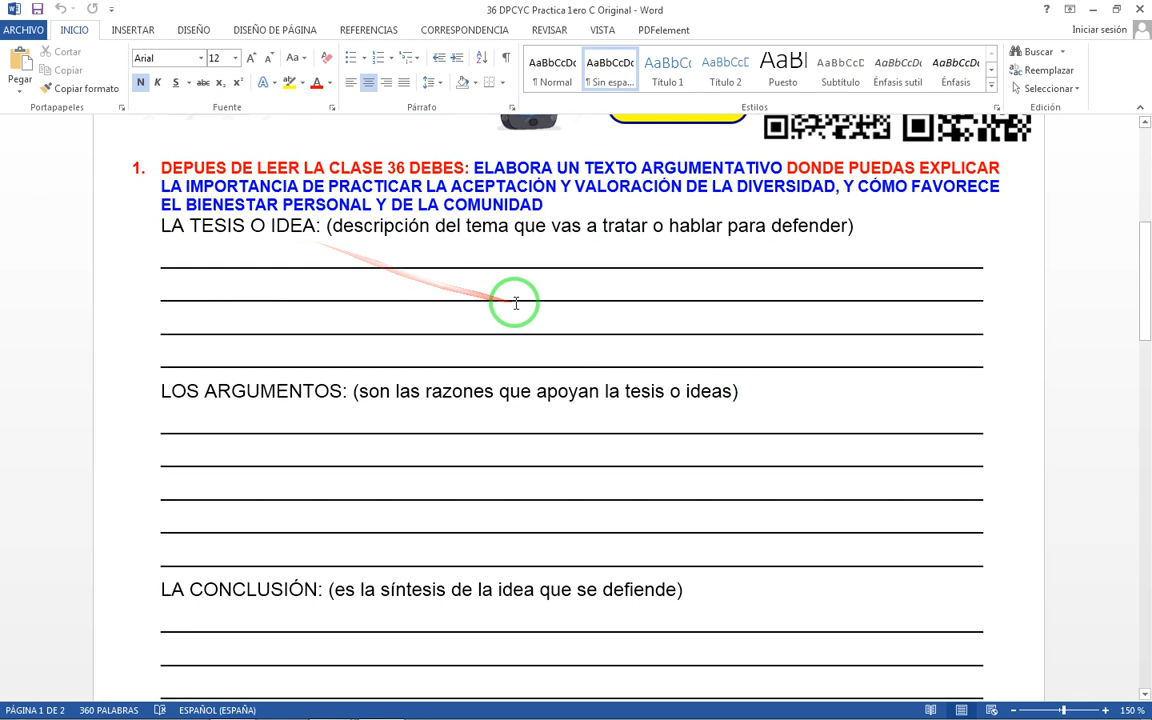 36 DPCYC Practica 1ero C Original - Word
ARCHIVO INICIO INSERTAR DISEÑO DISEÑO DE PÁGINA REFERENCIAS CORRESPONDENCIA REVISAR VISTA PDFelement Iniciar sesión
Pegar
Cortar
Copiar
Copiar formato
Portapapeles
Arial 12
Aa
N K S abc x₂ x²
Fuente
Párrafo
AaBbCcDc AaBbCcDc AaBbCc AaBbCcD AaBl AaBbCcD AaBbCcDc AaBbCcDc
¶ Normal ¶ Sin espa... Título 1 Título 2 Puesto Subtítulo Énfasis sutil Énfasis
Estilos
Buscar
Reemplazar
Seleccionar
Edición
1. DEPUES DE LEER LA CLASE 36 DEBES: ELABORA UN TEXTO ARGUMENTATIVO DONDE PUEDAS EXPLICAR
LA IMPORTANCIA DE PRACTICAR LA ACEPTACIÓN Y VALORACIÓN DE LA DIVERSIDAD, Y CÓMO FAVORECE
EL BIENESTAR PERSONAL Y DE LA COMUNIDAD
LA TESIS O IDEA: (descripción del tema que vas a tratar o hablar para defender)
LOS ARGUMENTOS: (son las razones que apoyan la tesis o ideas)
LA CONCLUSIÓN: (es la síntesis de la idea que se defiende)
PÁGINA 1 DE 2 360 PALABRAS ESPAÑOL (ESPAÑA) 150 %